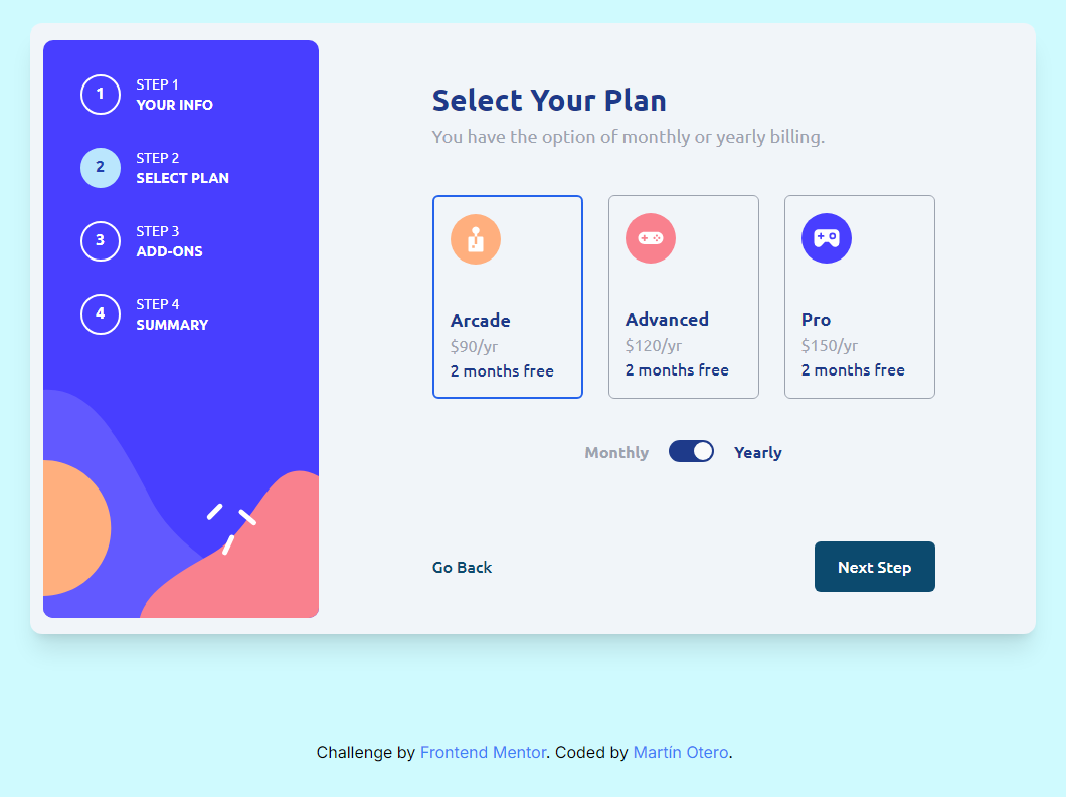 1
STEP 1
YOUR INFO
2
STEP 2
SELECT PLAN
3
STEP 3
ADD-ONS
4
STEP 4
SUMMARY
Select Your Plan
You have the option of monthly or yearly billing.
Arcade
$90/yr
2 months free
Advanced
$120/yr
2 months free
Pro
$150/yr
2 months free
Monthly Yearly
Go Back
Next Step
Challenge by Frontend Mentor. Coded by Martín Otero.